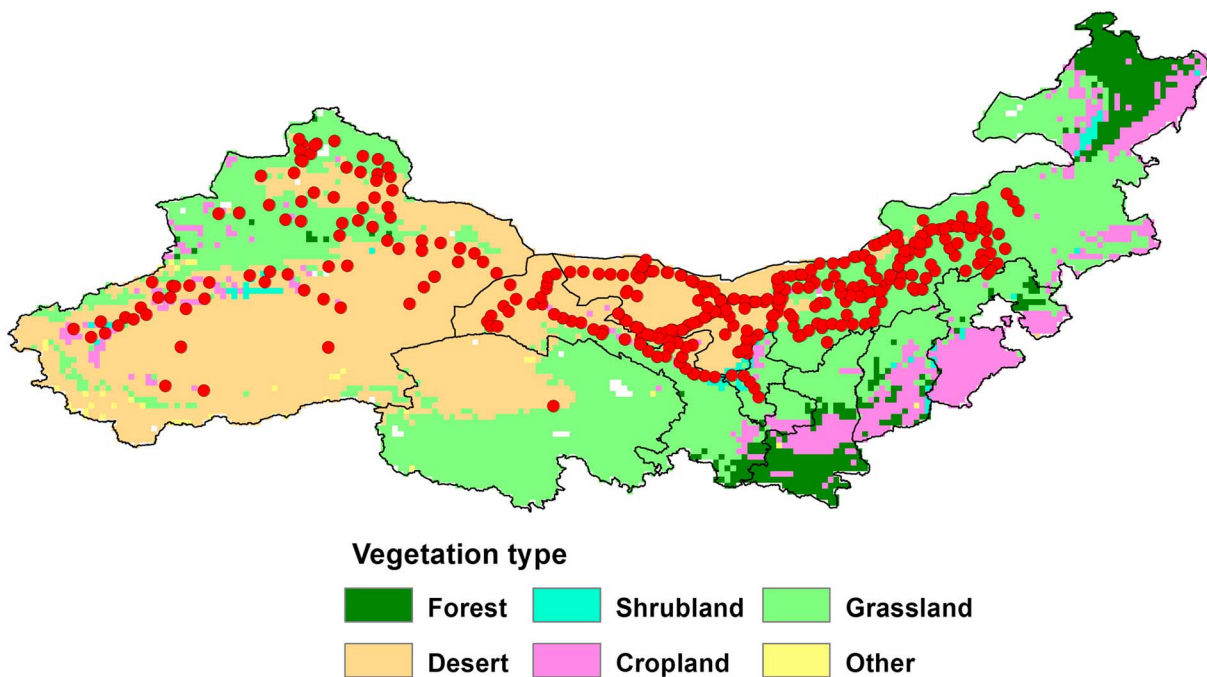 Vegetation type
Forest Shrubland Grassland
Desert Cropland Other